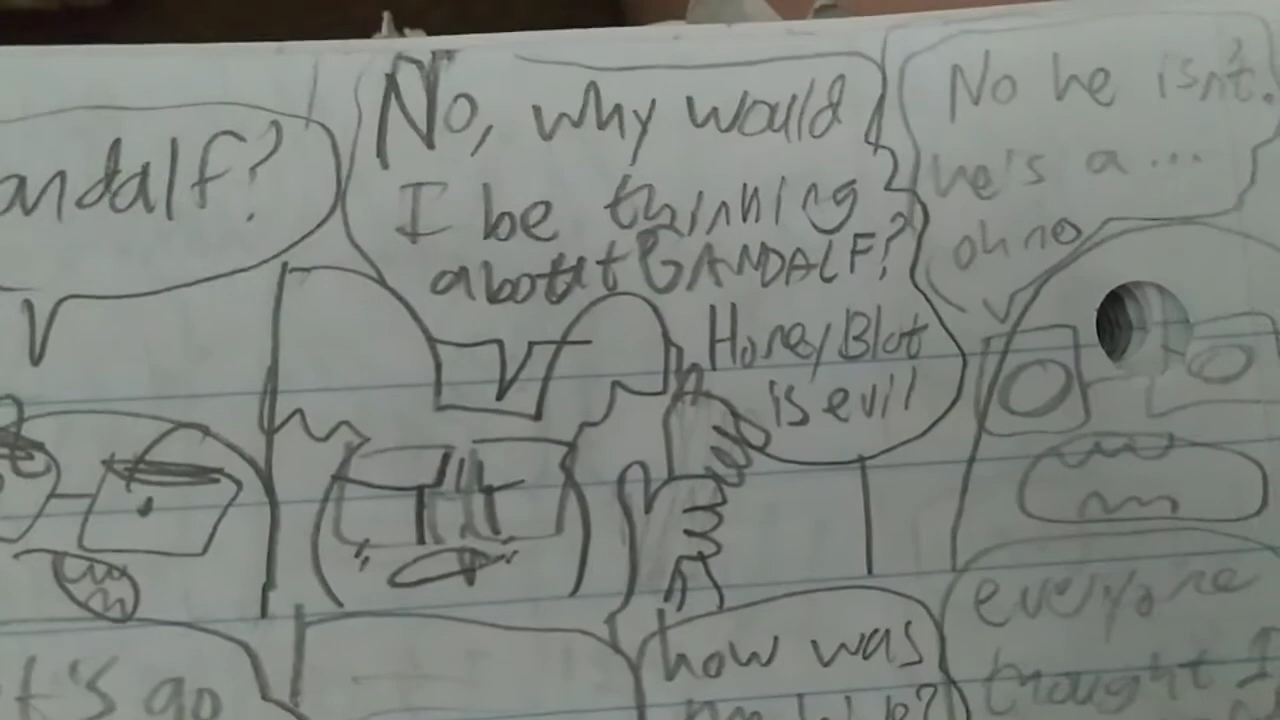 andalf?
No, why would
I be thinking
about GANDALF?
Honey Blot
is evil
No he isn't.
he's a ...
oh no
t's go
how was
everyone
thought I